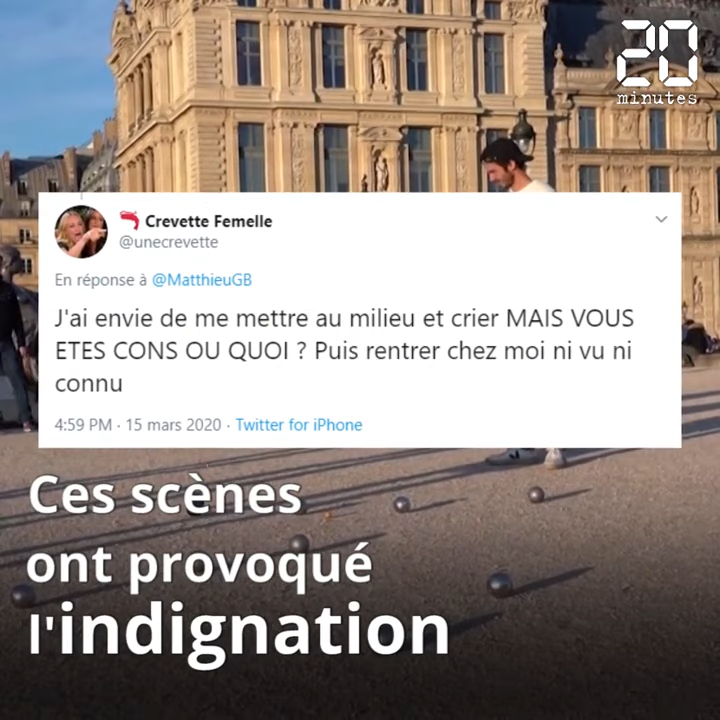 20
minutes
Crevette Femelle
@unecrevette
En réponse à @MatthieuGB
J'ai envie de me mettre au milieu et crier MAIS VOUS
ETES CONS OU QUOI ? Puis rentrer chez moi ni vu ni
connu
4:59 PM · 15 mars 2020 · Twitter for iPhone
Ces scènes
ont provoqué
l'indignation